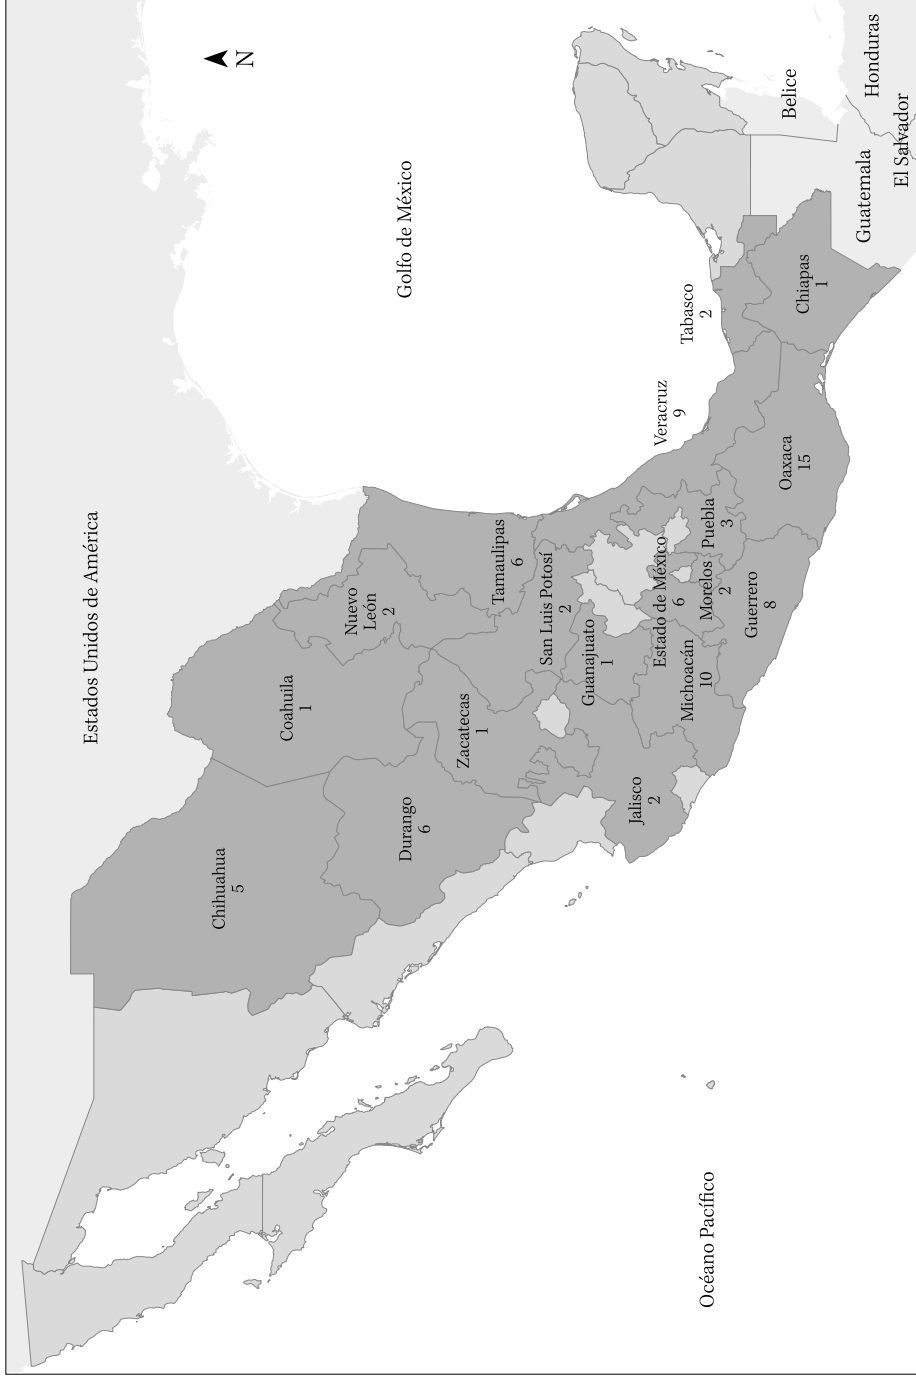 Estados Unidos de América
N
Golfo de México
Océano Pacífico
Chihuahua
5
Coahuila
1
Nuevo
León
2
Durango
6
Zacatecas
1
Tamaulipas
6
San Luis Potosí
2
Guanajuato
1
Jalisco
2
Michoacán
10
Estado de México
6
Morelos
2
Puebla
3
Guerrero
8
Veracruz
9
Tabasco
2
Oaxaca
15
Chiapas
1
Belice
Guatemala
Honduras
El Salvador